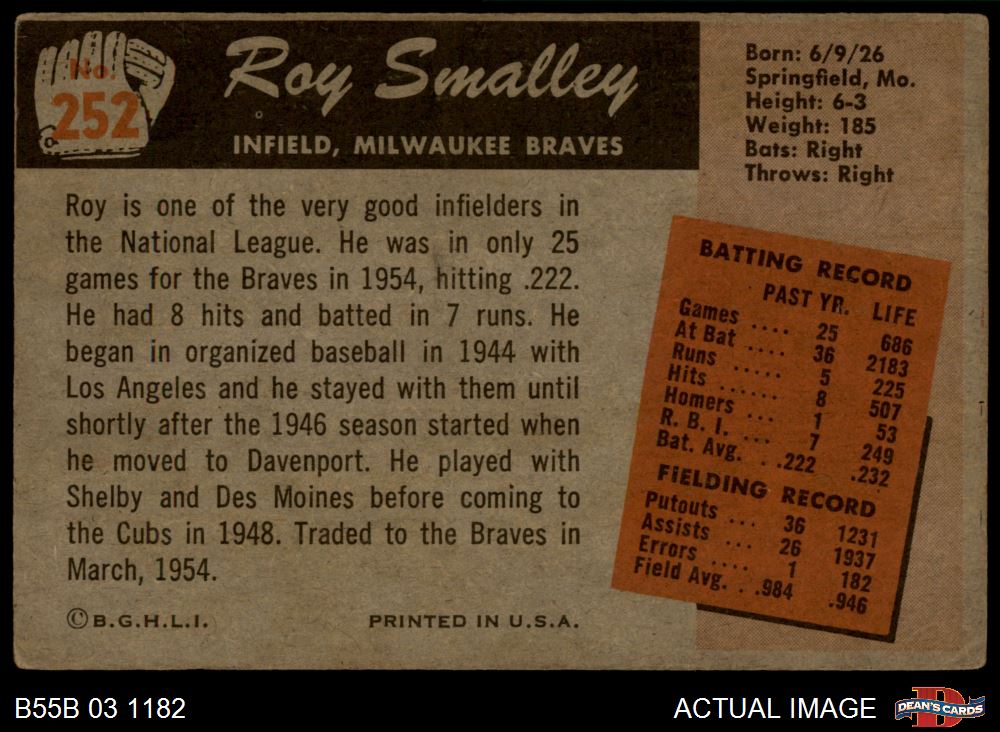 No.
252
Roy Smalley
INFIELD, MILWAUKEE BRAVES
Born: 6/9/26
Springfield, Mo.
Height: 6-3
Weight: 185
Bats: Right
Throws: Right
Roy is one of the very good infielders in
the National League. He was in only 25
games for the Braves in 1954, hitting .222.
He had 8 hits and batted in 7 runs. He
began in organized baseball in 1944 with
Los Angeles and he stayed with them until
shortly after the 1946 season started when
he moved to Davenport. He played with
Shelby and Des Moines before coming to
the Cubs in 1948. Traded to the Braves in
March, 1954.
©B.G.H.L.I. PRINTED IN U.S.A.
BATTING RECORD
PAST YR. LIFE
Games .... 25 686
At Bat .... 36 2183
Runs ..... 5 225
Hits ...... 8 507
Homers ... 1 53
R. B. I. ... 7 249
Bat. Avg. . .222 .232
FIELDING RECORD
Putouts ... 36 1231
Assists ... 26 1937
Errors .... 1 182
Field Avg. . .984 .946
B55B 03 1182 ACTUAL IMAGE
D
DEAN'S CARDS